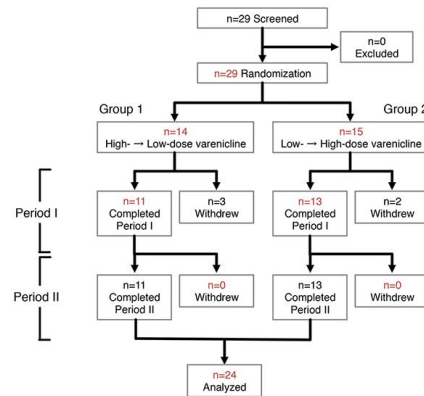 n=29 Screened
n=0
Excluded
n=29 Randomization
Group 1
Group 2
n=14
High- → Low-dose varenicline
n=15
Low- → High-dose varenicline
Period I
n=11
Completed
Period I
n=3
Withdrew
n=13
Completed
Period I
n=2
Withdrew
Period II
n=11
Completed
Period II
n=0
Withdrew
n=13
Completed
Period II
n=0
Withdrew
n=24
Analyzed